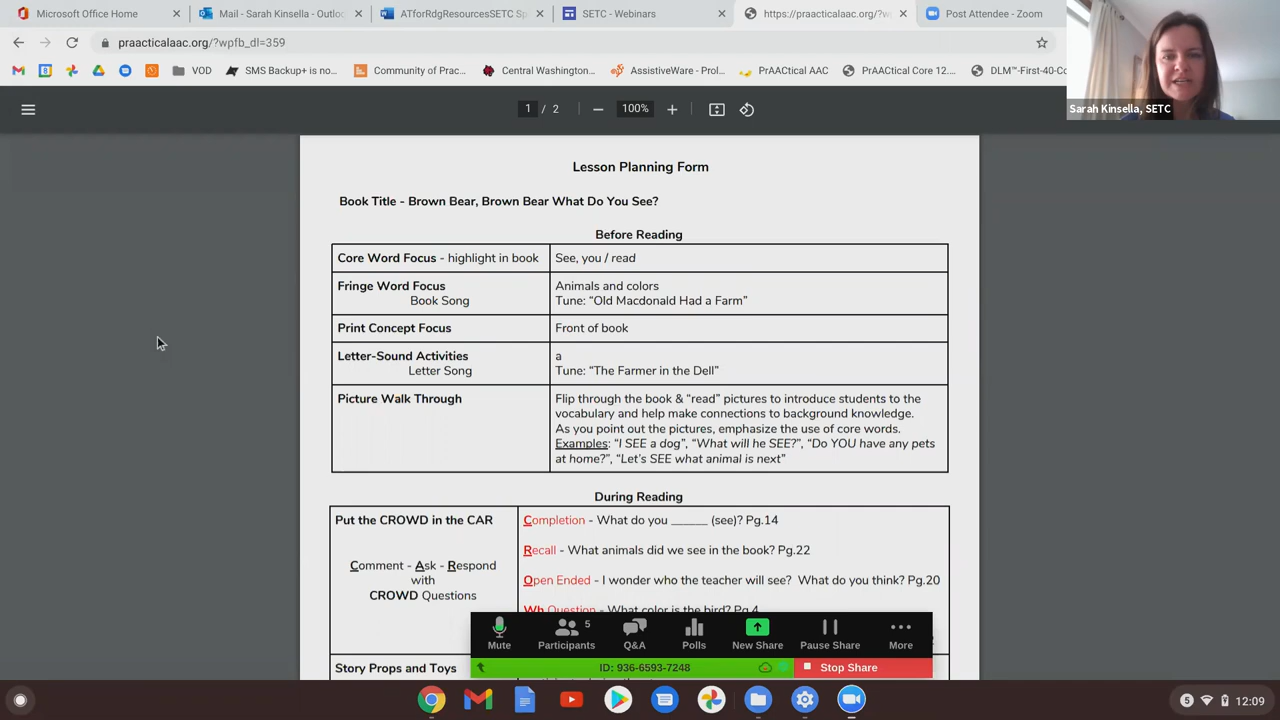 Microsoft Office Home
Mail - Sarah Kinsella - Outloo
ATforRdgResourcesSETC Sp
SETC - Webinars
https://praacticalaac.org/?w
Post Attendee - Zoom
praacticalaac.org/?wpfb_dl=359
VOD
SMS Backup+ is no...
Community of Prac...
Central Washington...
AssistiveWare - Prol...
PrAACtical AAC
PrAACtical Core 12...
DLM™-First-40-Co
Sarah Kinsella, SETC
1 / 2
100%
Lesson Planning Form
Book Title - Brown Bear, Brown Bear What Do You See?
Before Reading
Core Word Focus - highlight in book
See, you / read
Fringe Word Focus
Book Song
Animals and colors
Tune: “Old Macdonald Had a Farm”
Print Concept Focus
Front of book
Letter-Sound Activities
Letter Song
a
Tune: “The Farmer in the Dell”
Picture Walk Through
Flip through the book & “read” pictures to introduce students to the
vocabulary and help make connections to background knowledge.
As you point out the pictures, emphasize the use of core words.
Examples: “I SEE a dog”, “What will he SEE?”, “Do YOU have any pets
at home?”, “Let’s SEE what animal is next”
During Reading
Put the CROWD in the CAR
Comment - Ask - Respond
with
CROWD Questions
Completion - What do you ______ (see)? Pg.14
Recall - What animals did we see in the book? Pg.22
Open Ended - I wonder who the teacher will see? What do you think? Pg.20
Wh Question - What color is the bird? Pg.4
Story Props and Toys
Mute
Participants
5
Q&A
Polls
New Share
Pause Share
More
ID: 936-6593-7248
Stop Share
5
12:09